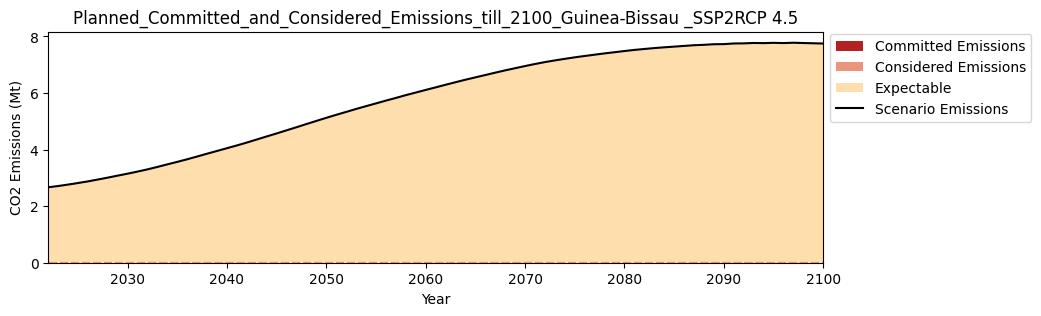 Planned_Committed_and_Considered_Emissions_till_2100_Guinea-Bissau _SSP2RCP 4.5
8
6
4
2
0
CO2 Emissions (Mt)
2030
2040
2050
2060
2070
2080
2090
2100
Year
Committed Emissions
Considered Emissions
Expectable
Scenario Emissions